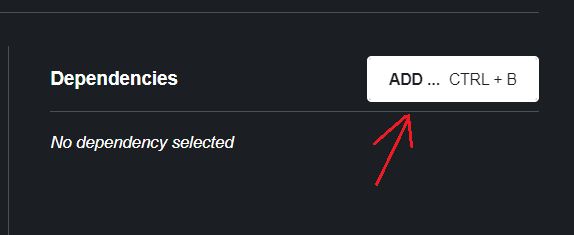 Dependencies
ADD ... CTRL + B
No dependency selected